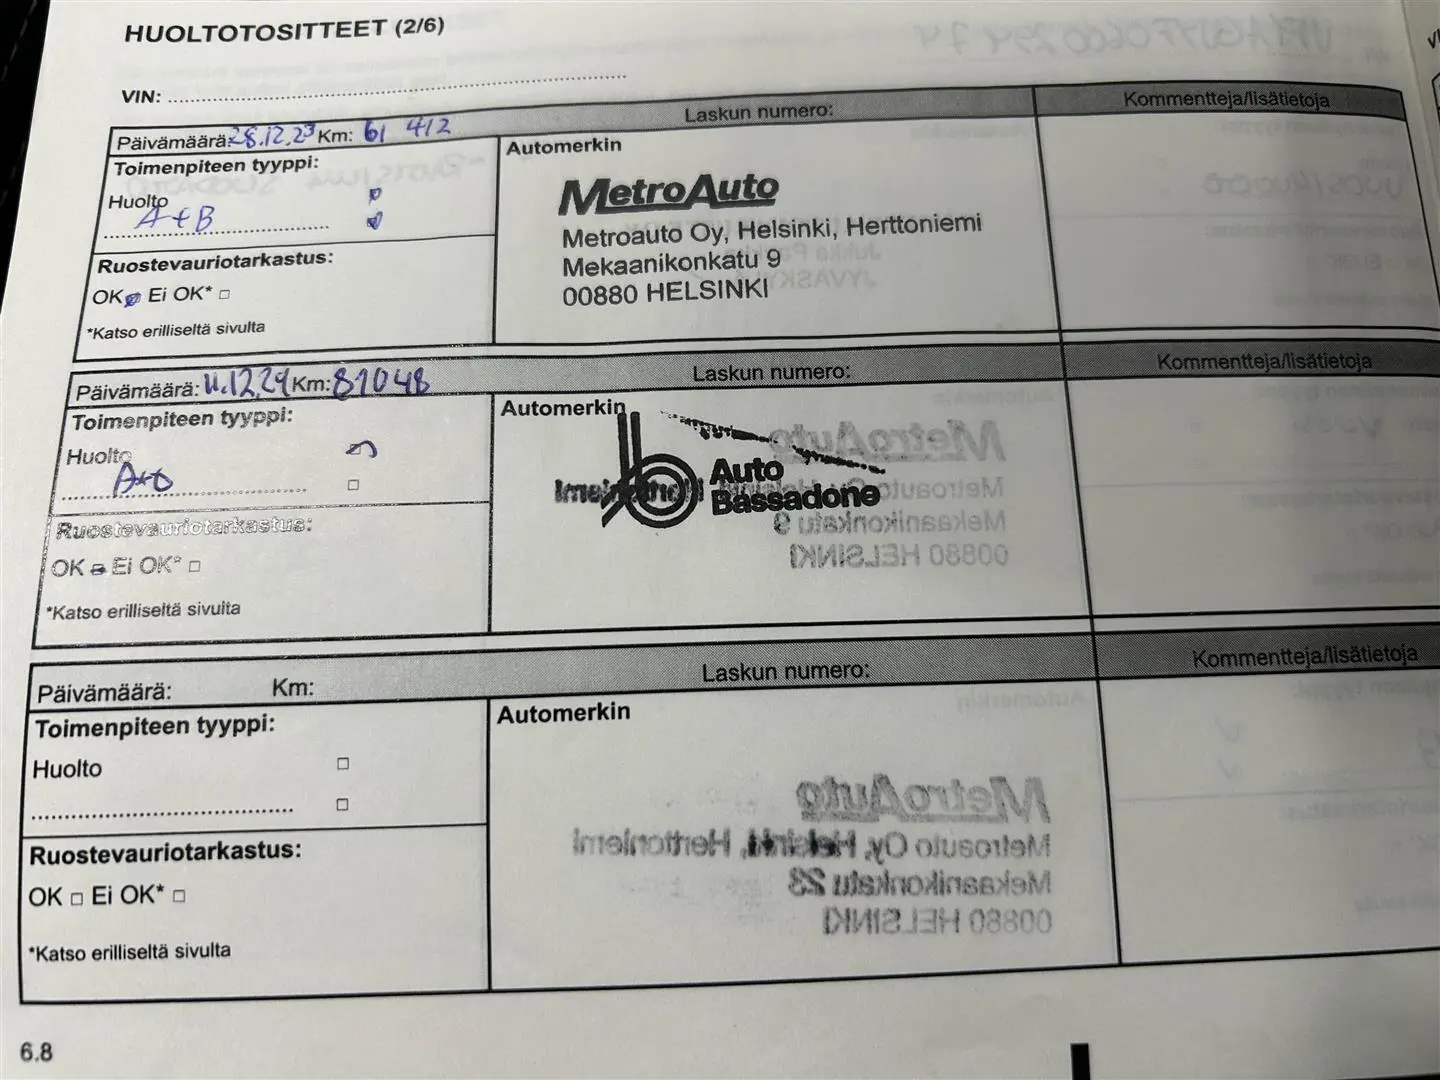 HUOLTOTOSITTEET (2/6)
VIN:
Päivämäärä: 28.12.23 Km: 61 412
Laskun numero:
Kommentteja/lisätietoja
Toimenpiteen tyyppi:
Huolto
A+B
Ruostevauriotarkastus:
OK Ei OK* □
*Katso erilliseltä sivulta
Automerkin
MetroAuto
Metroauto Oy, Helsinki, Herttoniemi
Mekaanikonkatu 9
00880 HELSINKI
Päivämäärä: 11.12.24 Km: 81048
Laskun numero:
Kommentteja/lisätietoja
Toimenpiteen tyyppi:
Huolto
□
Ruostevauriotarkastus:
OK Ei OK* □
*Katso erilliseltä sivulta
Automerkin
Auto
Bassadone
Päivämäärä: Km:
Laskun numero:
Kommentteja/lisätietoja
Toimenpiteen tyyppi:
Huolto □
□
Ruostevauriotarkastus:
OK □ Ei OK* □
*Katso erilliseltä sivulta
Automerkin
6.8